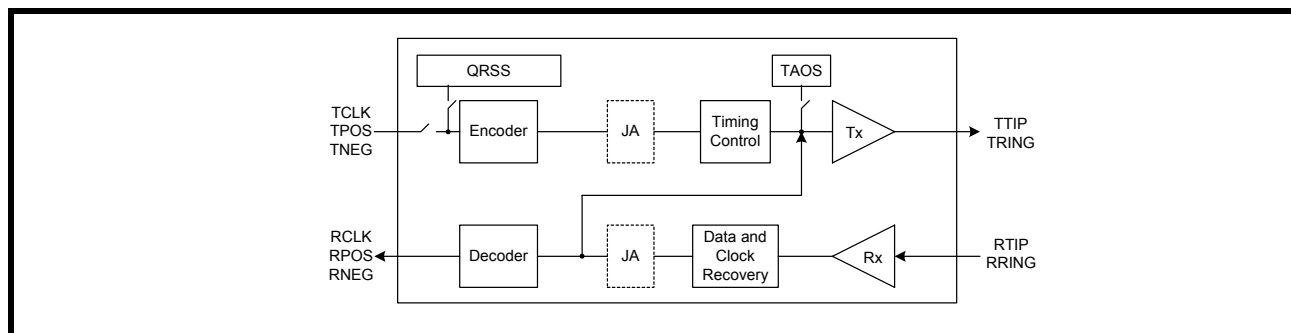 QRSS
TAOS
TCLK
TPOS
TNEG
Encoder
JA
Timing
Control
Tx
TTIP
TRING
RCLK
RPOS
RNEG
Decoder
JA
Data and
Clock
Recovery
Rx
RTIP
RRING